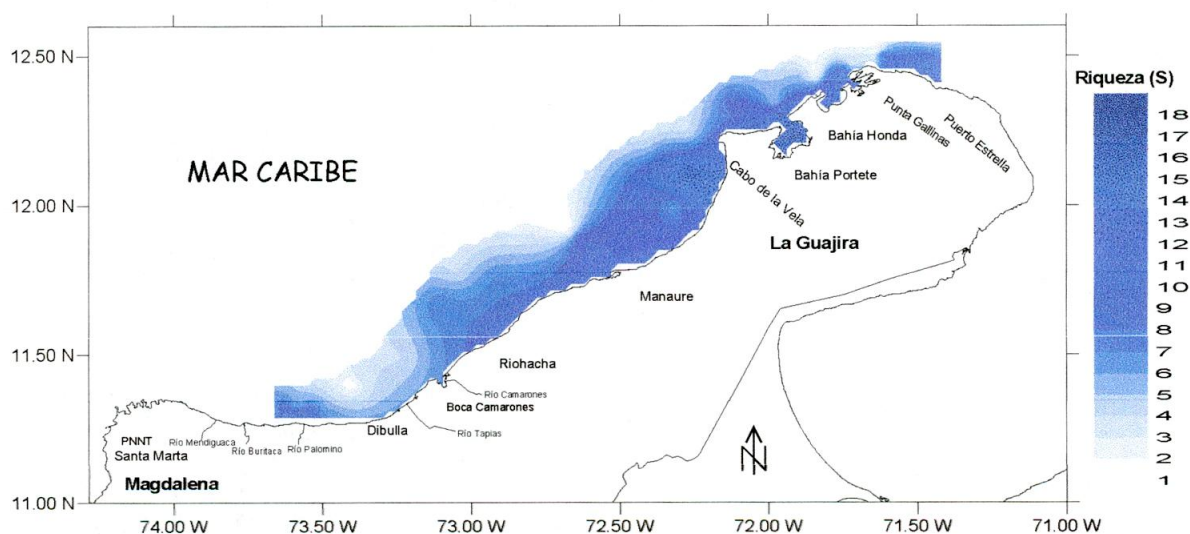 12.50 N
12.00 N
11.50 N
11.00 N
MAR CARIBE
Punta Gallinas
Puerto Estrella
Bahía Honda
Bahía Portete
Cabo de la Vela
La Guajira
Manaure
Riohacha
Río Camarones
Boca Camarones
Río Tapias
Dibulla
Río Palomino
Río Buritaca
Río Mendiguaca
PNNT
Santa Marta
Magdalena
N
74.00 W
73.50 W
73.00 W
72.50 W
72.00 W
71.50 W
71.00 W
Riqueza (S)
18
17
16
15
14
13
12
11
10
9
8
7
6
5
4
3
2
1